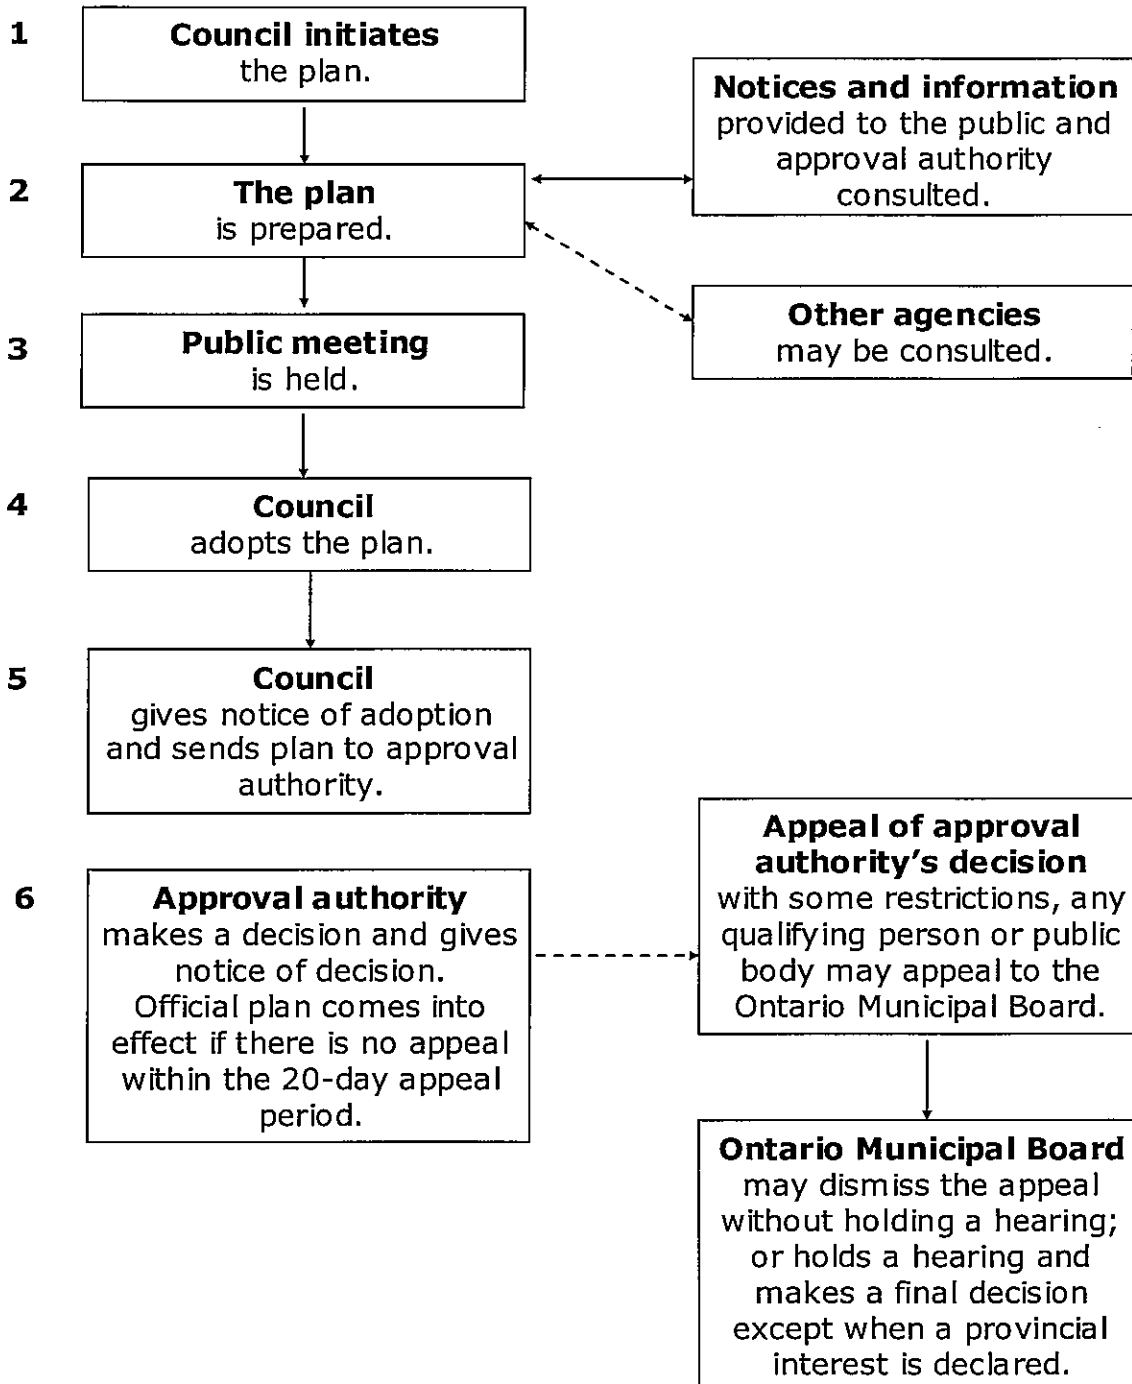 1
Council initiates
the plan.
Notices and information
provided to the public and
approval authority
consulted.
2
The plan
is prepared.
Other agencies
may be consulted.
3
Public meeting
is held.
4
Council
adopts the plan.
5
Council
gives notice of adoption
and sends plan to approval
authority.
6
Approval authority
makes a decision and gives
notice of decision.
Official plan comes into
effect if there is no appeal
within the 20-day appeal
period.
Appeal of approval
authority's decision
with some restrictions, any
qualifying person or public
body may appeal to the
Ontario Municipal Board.
Ontario Municipal Board
may dismiss the appeal
without holding a hearing;
or holds a hearing and
makes a final decision
except when a provincial
interest is declared.